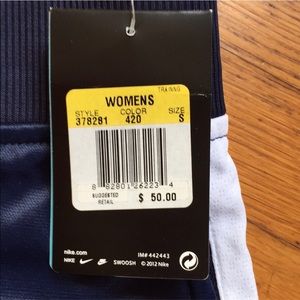 TRAINING
WOMENS
STYLE COLOR SIZE
378281 420 S
8 82801 26223 4
SUGGESTED
RETAIL
$ 50.00
nike.com IM# 442443
NIKE SWOOSH © 2012 Nike